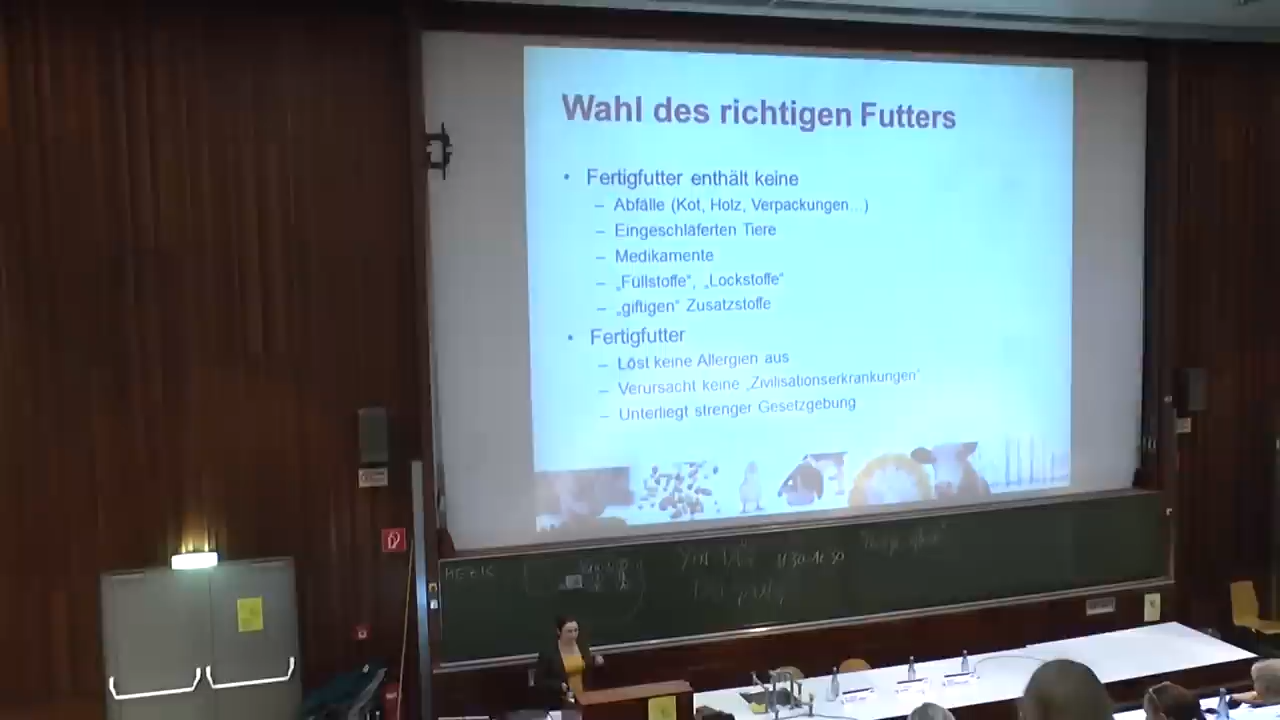 Wahl des richtigen Futters
• Fertigfutter enthält keine
– Abfälle (Kot, Holz, Verpackungen...)
– Eingeschläferten Tiere
– Medikamente
– „Füllstoffe“, „Lockstoffe“
– „giftigen“ Zusatzstoffe
• Fertigfutter
– Löst keine Allergien aus
– Verursacht keine „Zivilisationserkrankungen“
– Unterliegt strenger Gesetzgebung